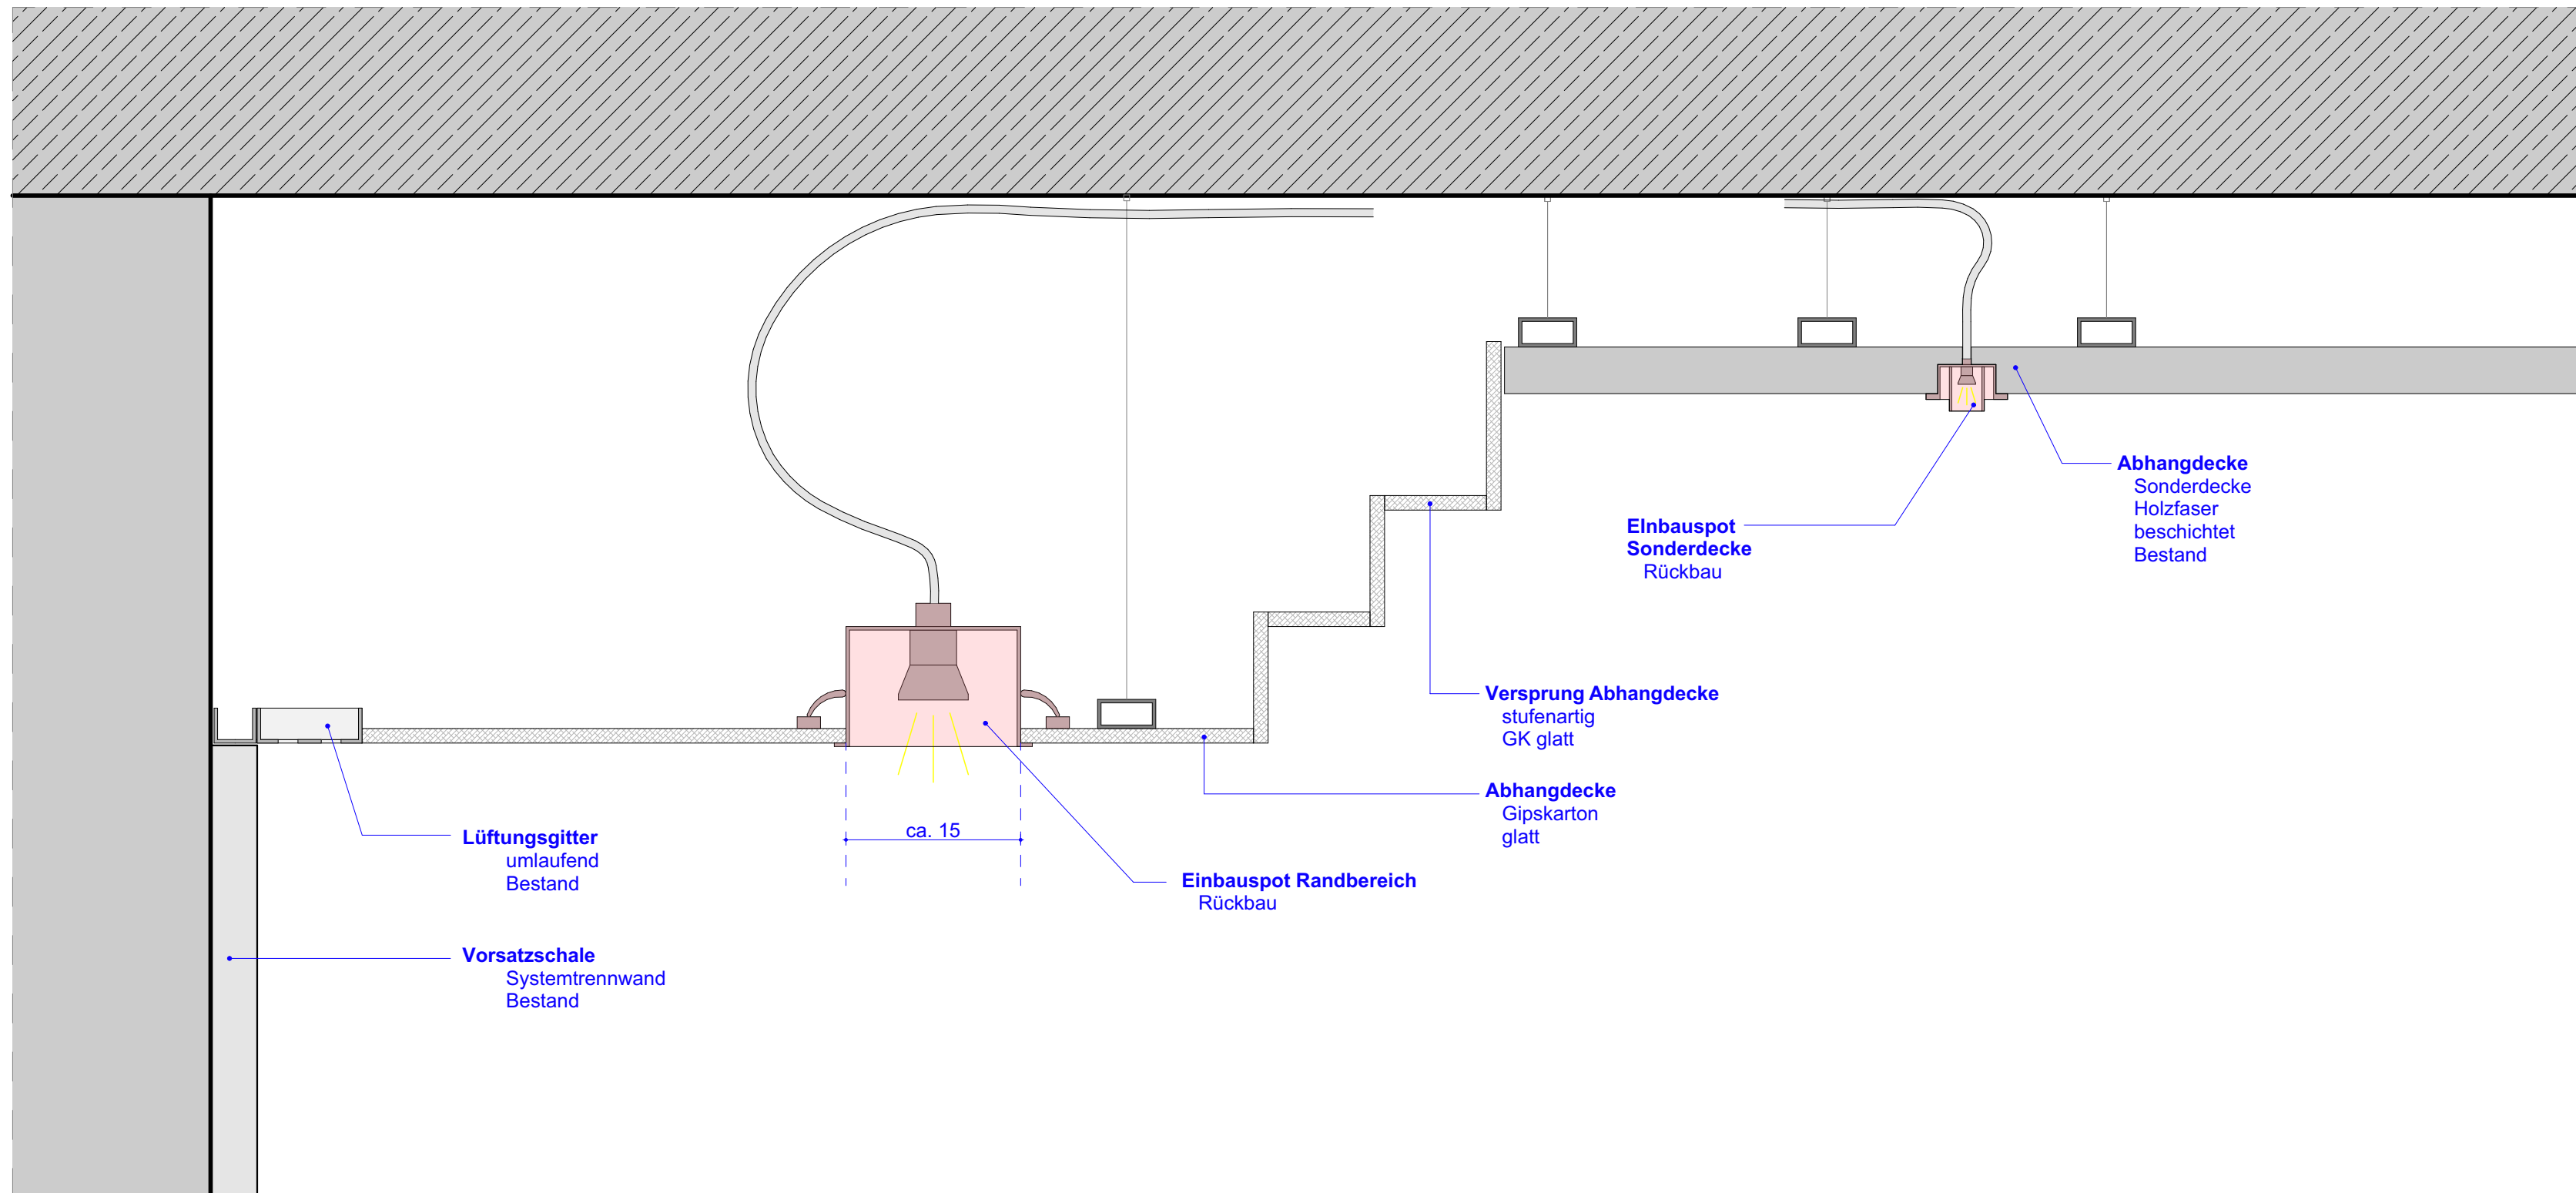 Abhangdecke
Sonderdecke
Holzfaser
beschichtet
Bestand
EInbauspot
Sonderdecke
Rückbau
Versprung Abhangdecke
stufenartig
GK glatt
Abhangdecke
Gipskarton
glatt
ca. 15
Lüftungsgitter
umlaufend
Bestand
Einbauspot Randbereich
Rückbau
Vorsatzschale
Systemtrennwand
Bestand